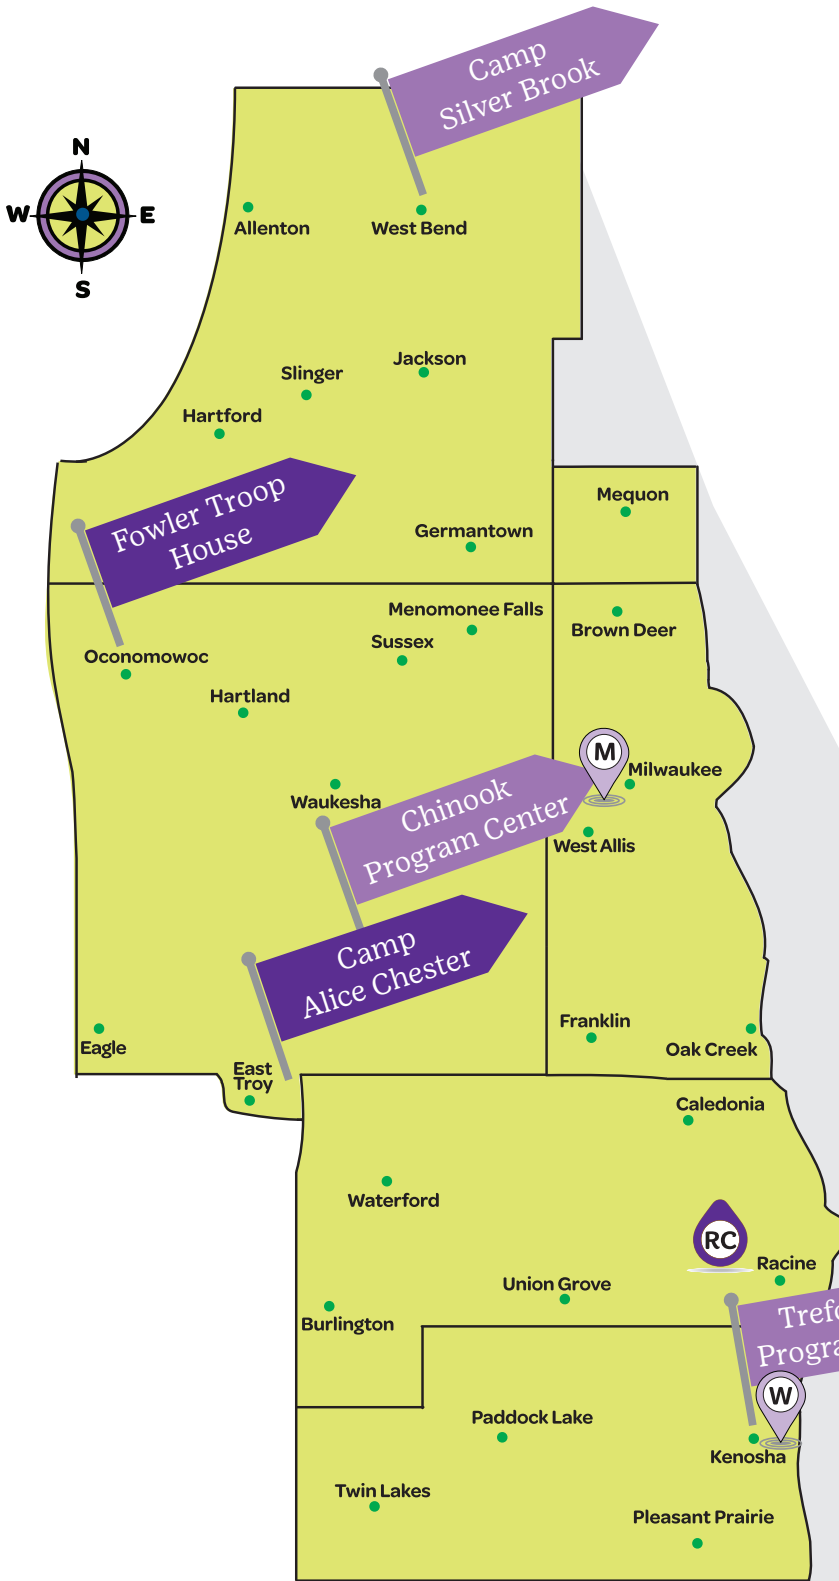 Camp
Silver Brook
N
W
E
S
Allenton
West Bend
Jackson
Slinger
Hartford
Fowler Troop
House
Mequon
Germantown
Menomonee Falls
Brown Deer
Sussex
Oconomowoc
Hartland
M
Milwaukee
Waukesha
Chinook
Program Center
West Allis
Camp
Alice Chester
Franklin
Oak Creek
Eagle
East
Troy
Caledonia
Waterford
RC
Racine
Union Grove
Burlington
W
Paddock Lake
Kenosha
Twin Lakes
Pleasant Prairie